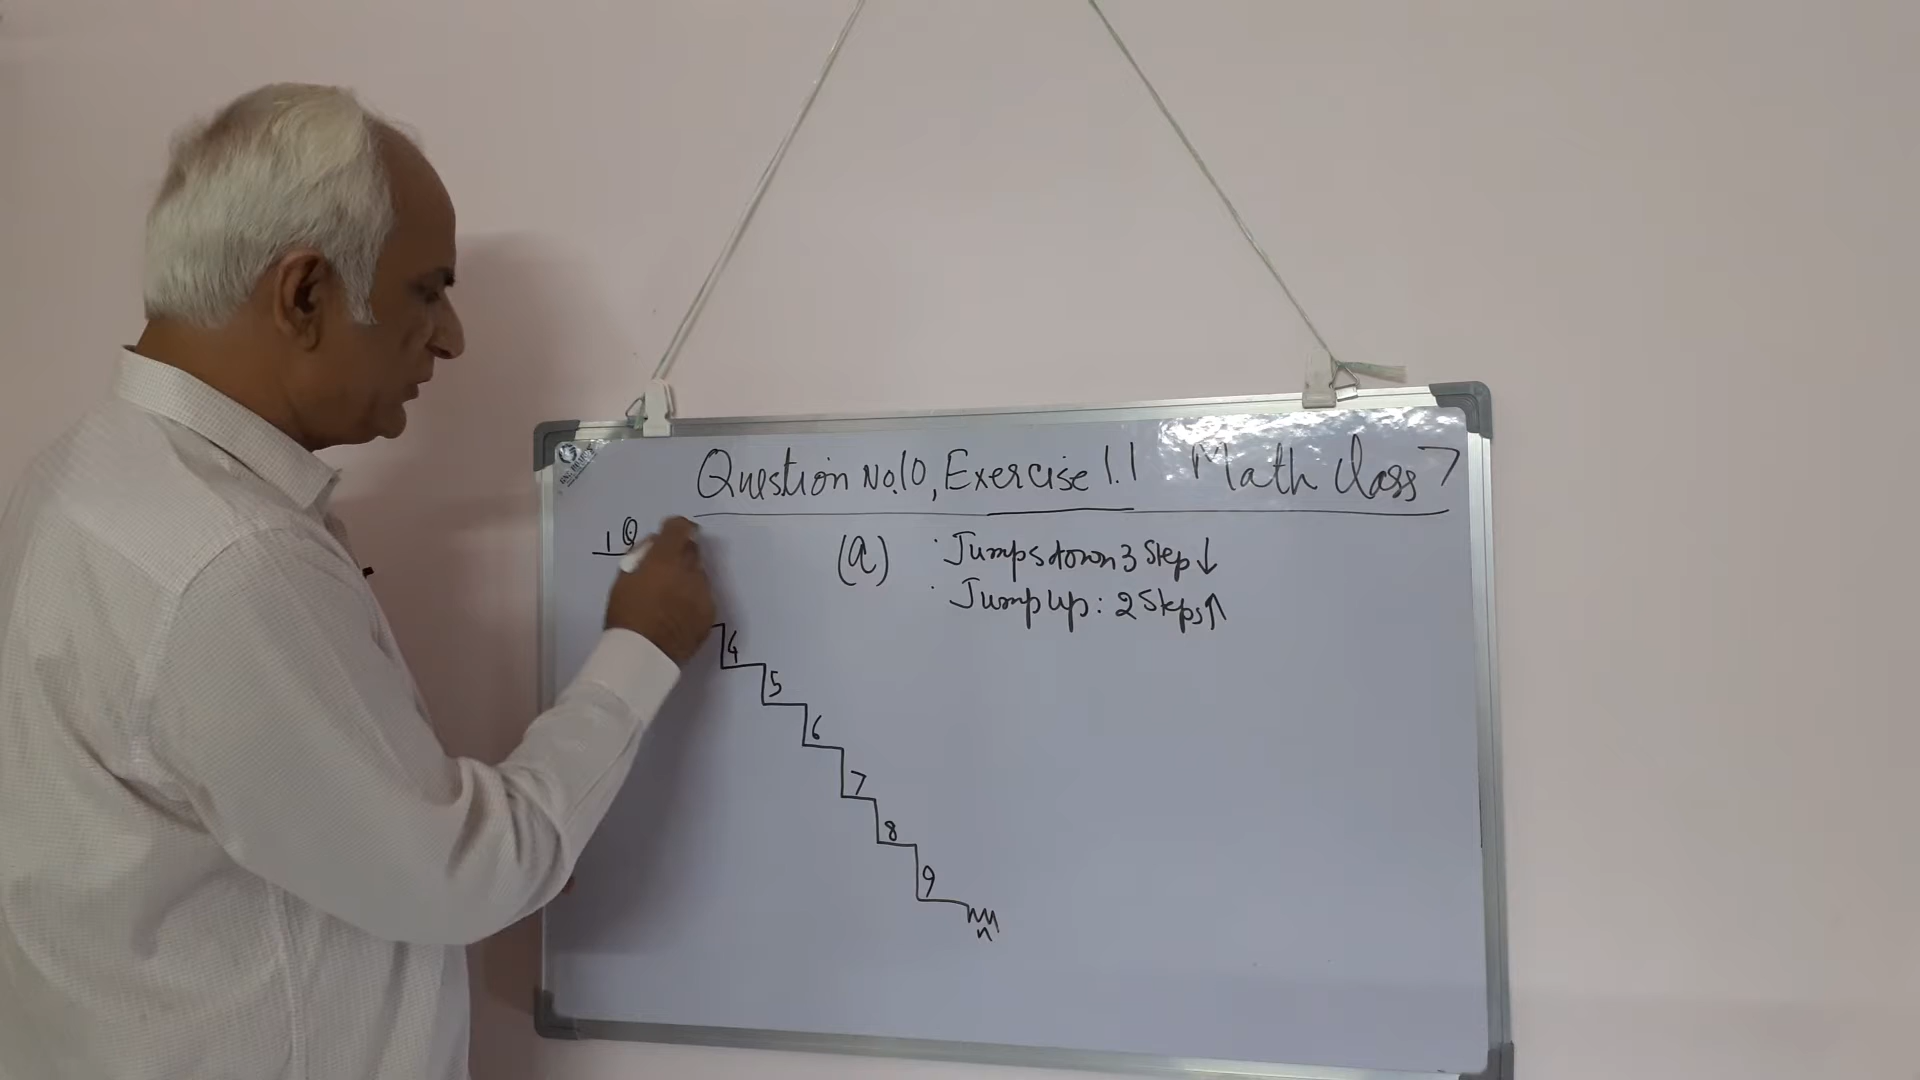 Question No.10, Exercise 1.1 Math Class 7
1
(a) Jumps down 3 Step ↓
Jump up: 2 Steps ↑
4
5
6
7
8
9